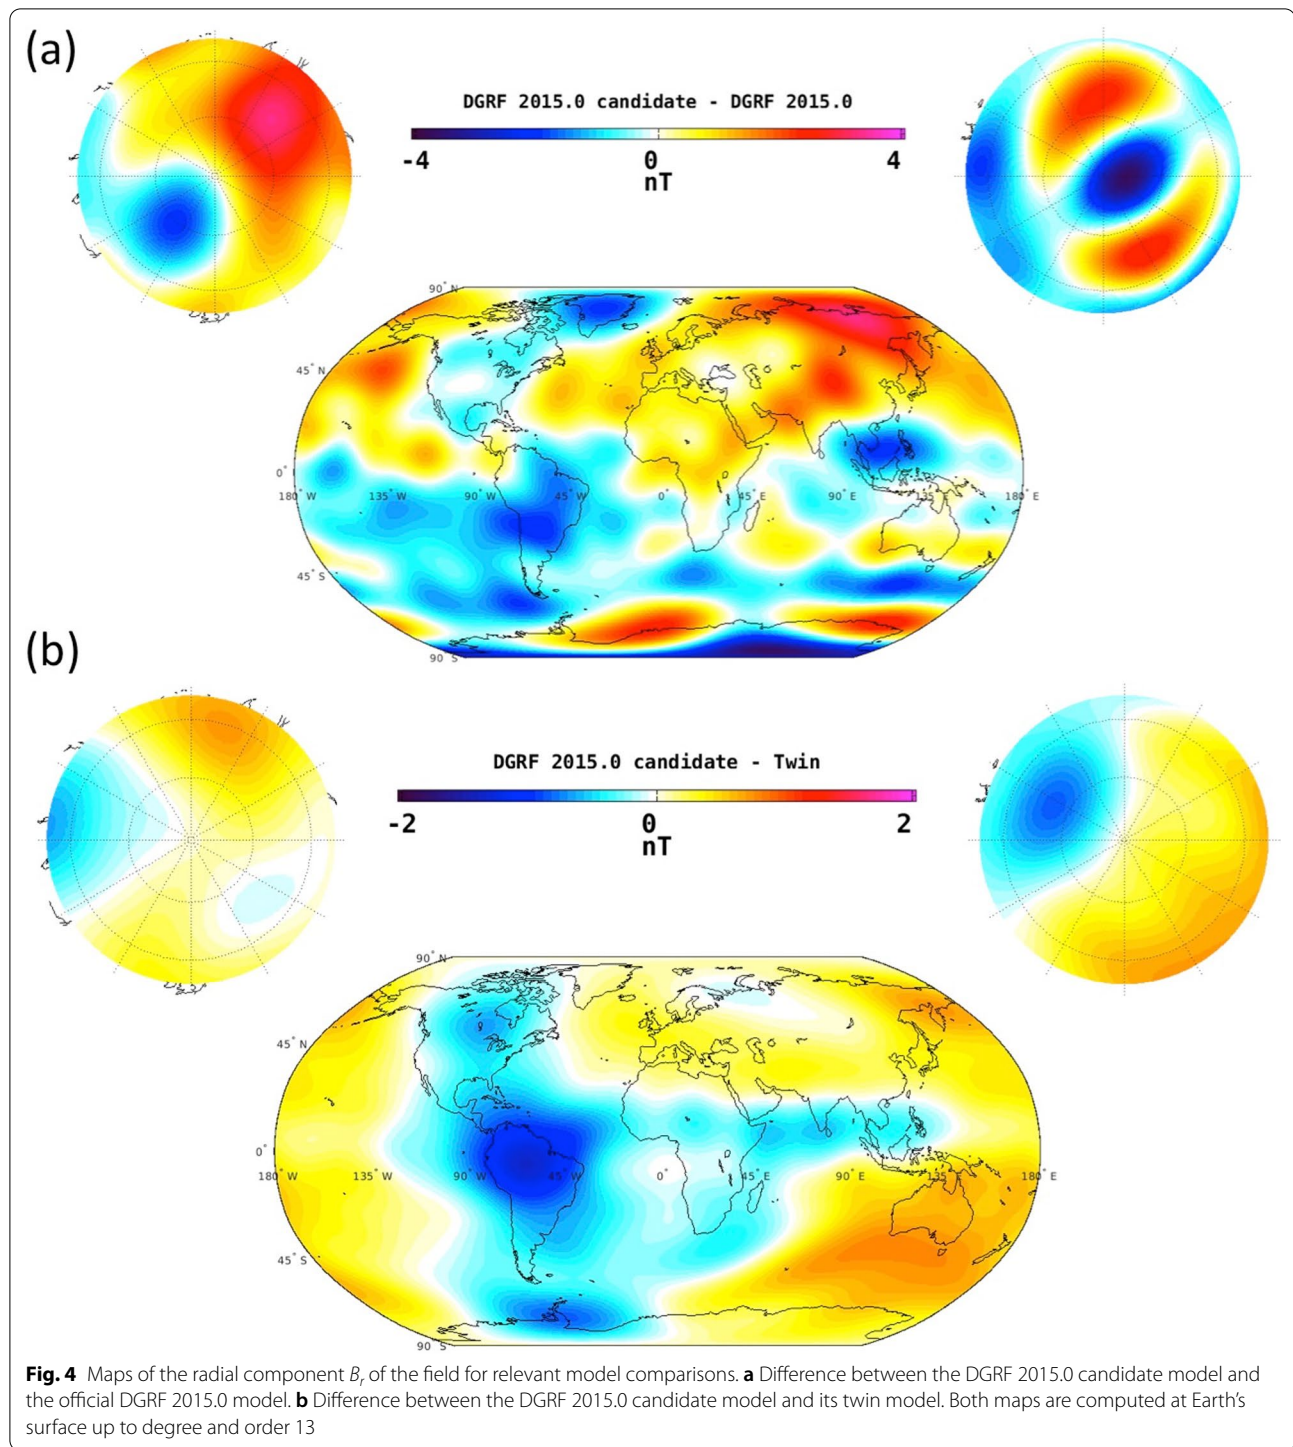 (a)
DGRF 2015.0 candidate - DGRF 2015.0
-4 0 4
nT
90° N
45° N
0°
180° W 135° W 90° W 45° W 0° 45° E 90° E 135° E 180° E
45° S
90° S
(b)
DGRF 2015.0 candidate - Twin
-2 0 2
nT
90° N
45° N
0°
180° W 135° W 90° W 45° W 0° 45° E 90° E 135° E 180° E
45° S
90° S
Fig. 4 Maps of the radial component Br of the field for relevant model comparisons. a Difference between the DGRF 2015.0 candidate model and
the official DGRF 2015.0 model. b Difference between the DGRF 2015.0 candidate model and its twin model. Both maps are computed at Earth’s
surface up to degree and order 13